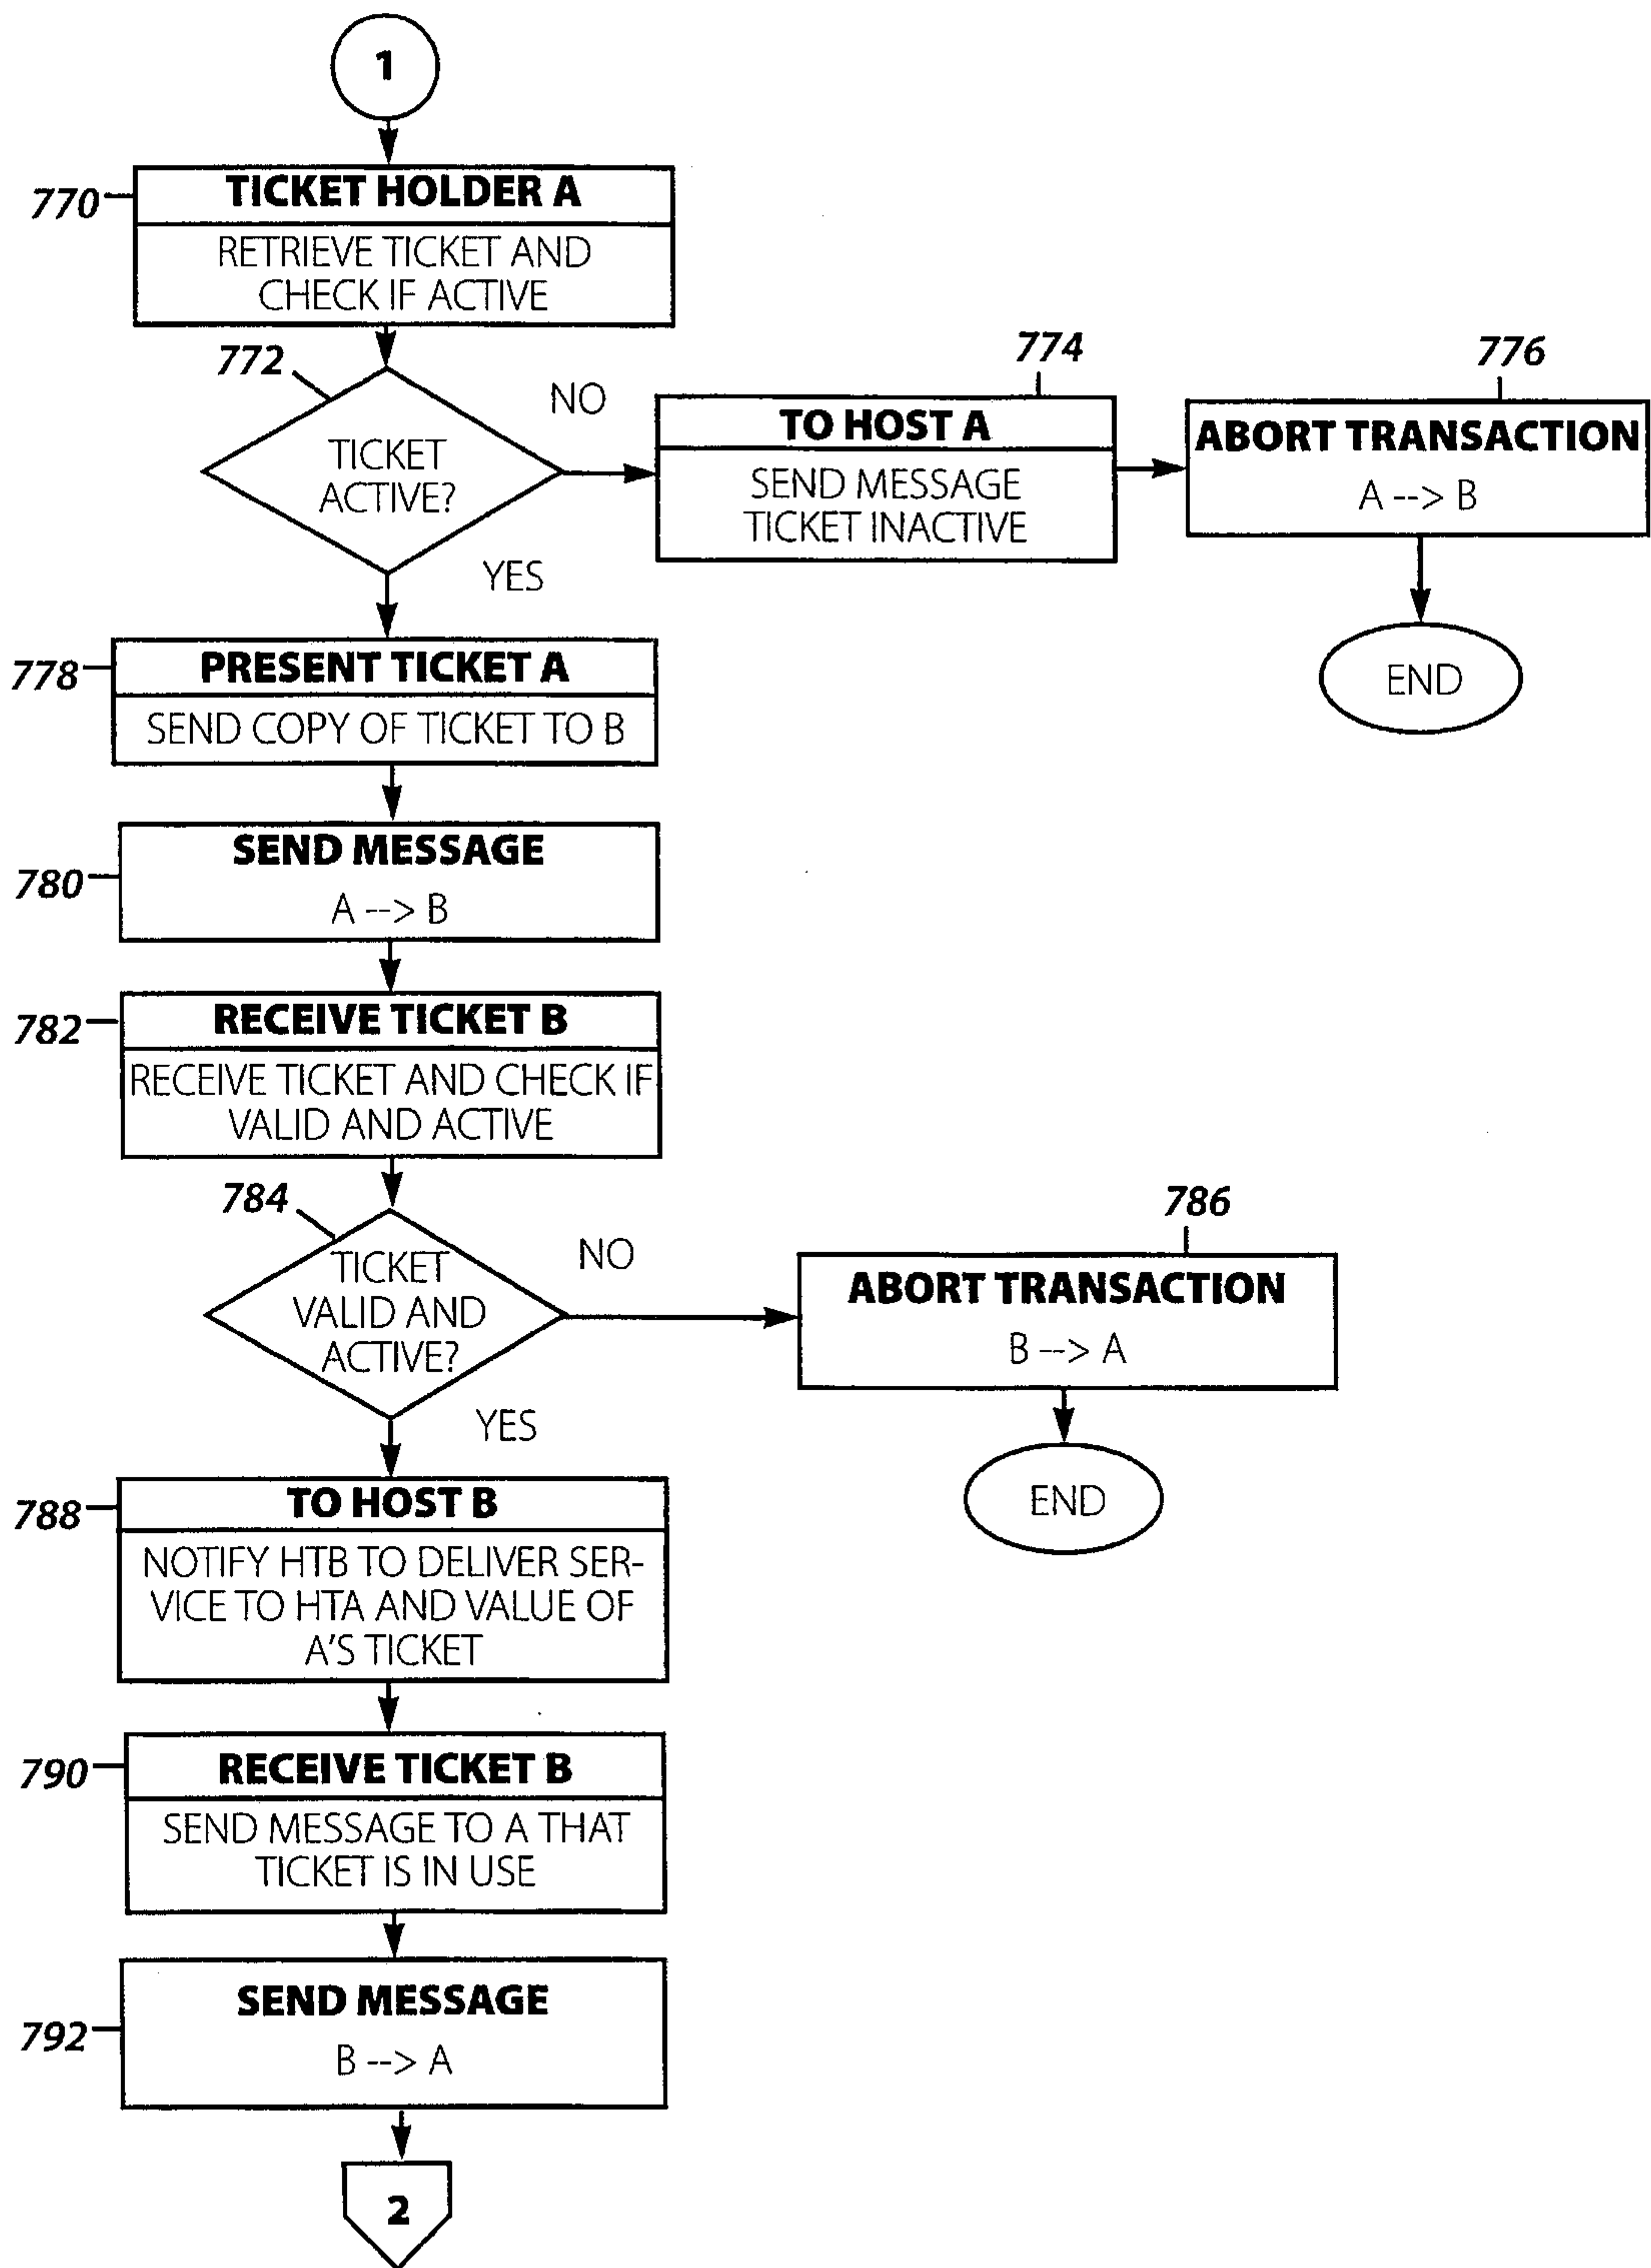 1
770
TICKET HOLDER A
RETRIEVE TICKET AND
CHECK IF ACTIVE
772
TICKET
ACTIVE?
NO
YES
774
TO HOST A
SEND MESSAGE
TICKET INACTIVE
776
ABORT TRANSACTION
A --> B
END
778
PRESENT TICKET A
SEND COPY OF TICKET TO B
780
SEND MESSAGE
A --> B
782
RECEIVE TICKET B
RECEIVE TICKET AND CHECK IF
VALID AND ACTIVE
784
TICKET
VALID AND
ACTIVE?
NO
YES
786
ABORT TRANSACTION
B --> A
END
788
TO HOST B
NOTIFY HTB TO DELIVER SER-
VICE TO HTA AND VALUE OF
A'S TICKET
790
RECEIVE TICKET B
SEND MESSAGE TO A THAT
TICKET IS IN USE
792
SEND MESSAGE
B --> A
2